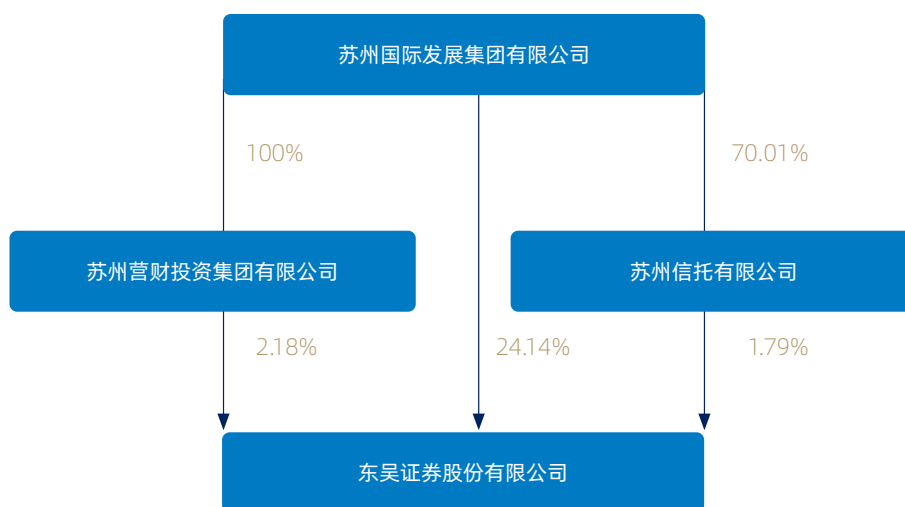 苏州国际发展集团有限公司
100%
70.01%
苏州营财投资集团有限公司
苏州信托有限公司
2.18%
24.14%
1.79%
东吴证券股份有限公司